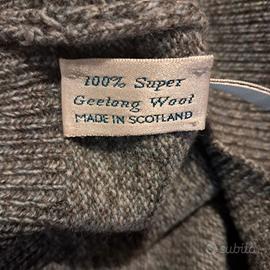 100% Super
Geelong Wool
MADE IN SCOTLAND
subito